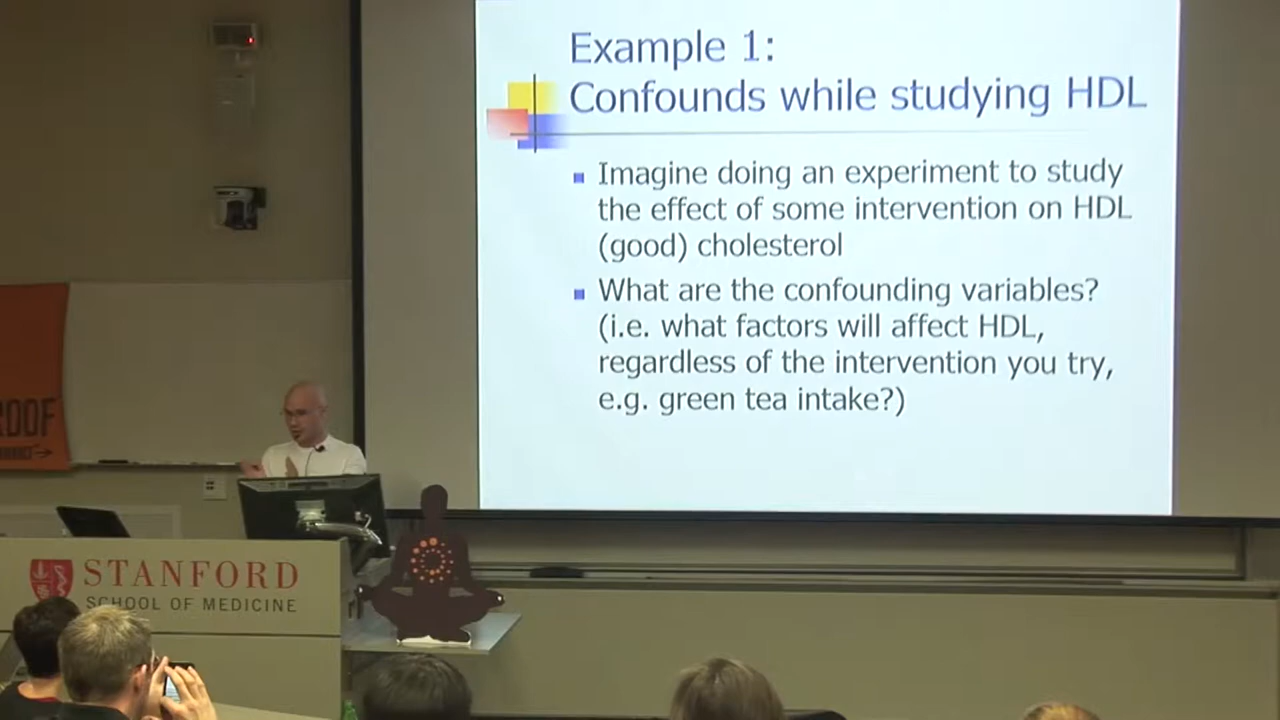 Example 1:
Confounds while studying HDL
Imagine doing an experiment to study
the effect of some intervention on HDL
(good) cholesterol
What are the confounding variables?
(i.e. what factors will affect HDL,
regardless of the intervention you try,
e.g. green tea intake?)
STANFORD
SCHOOL OF MEDICINE